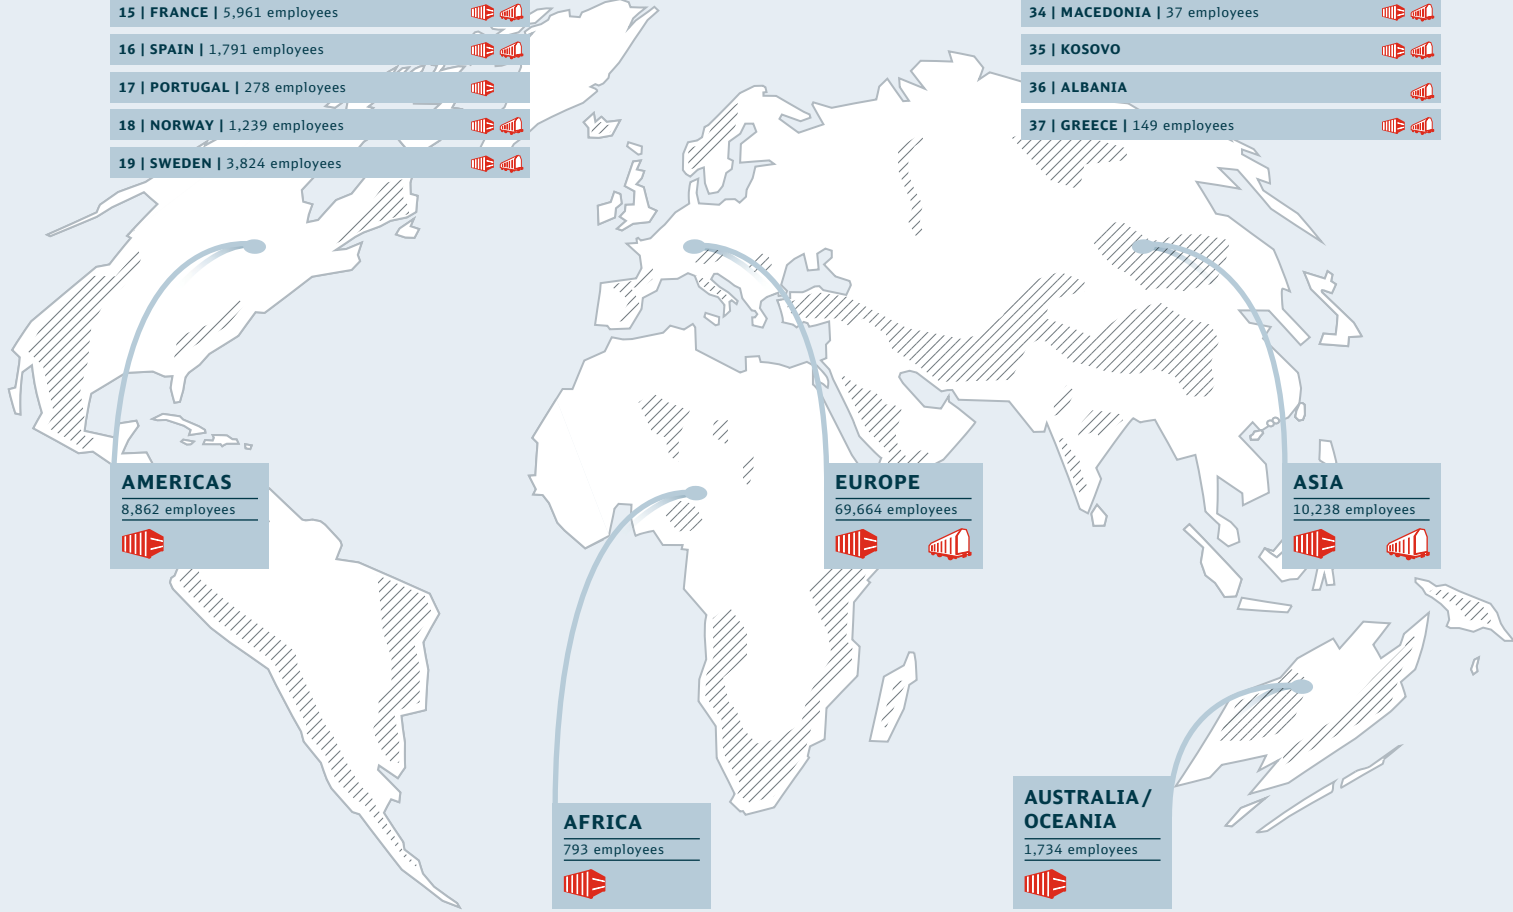 15 | FRANCE | 5,961 employees
16 | SPAIN | 1,791 employees
17 | PORTUGAL | 278 employees
18 | NORWAY | 1,239 employees
19 | SWEDEN | 3,824 employees
34 | MACEDONIA | 37 employees
35 | KOSOVO
36 | ALBANIA
37 | GREECE | 149 employees
AMERICAS
8,862 employees
EUROPE
69,664 employees
ASIA
10,238 employees
AFRICA
793 employees
AUSTRALIA/
OCEANIA
1,734 employees